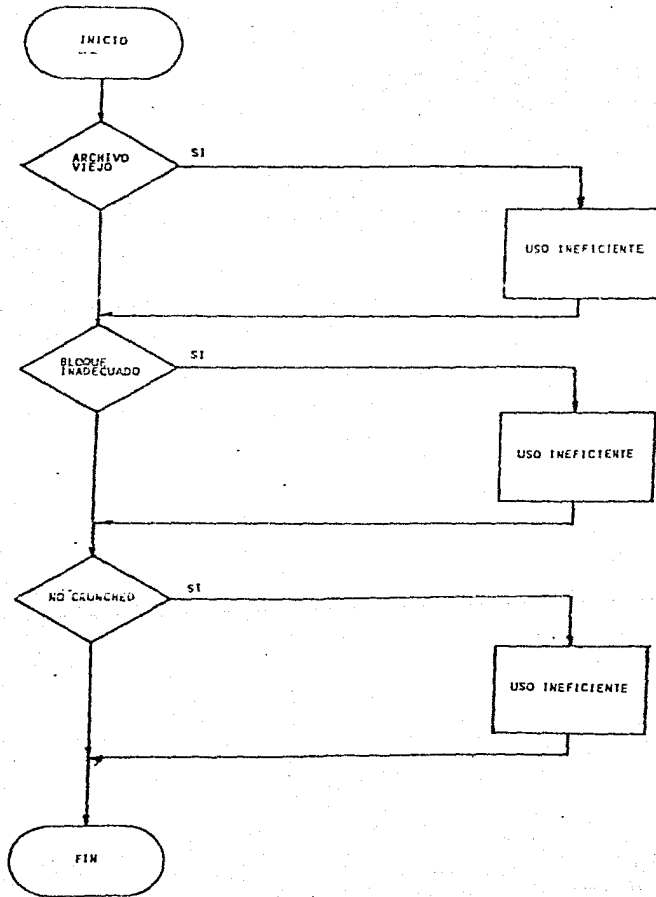 INICIO
ARCHIVO
VIEJO
SI
USO INEFICIENTE
BLOQUE
INADECUADO
SI
USO INEFICIENTE
NO CRUNCHED
SI
USO INEFICIENTE
FIN